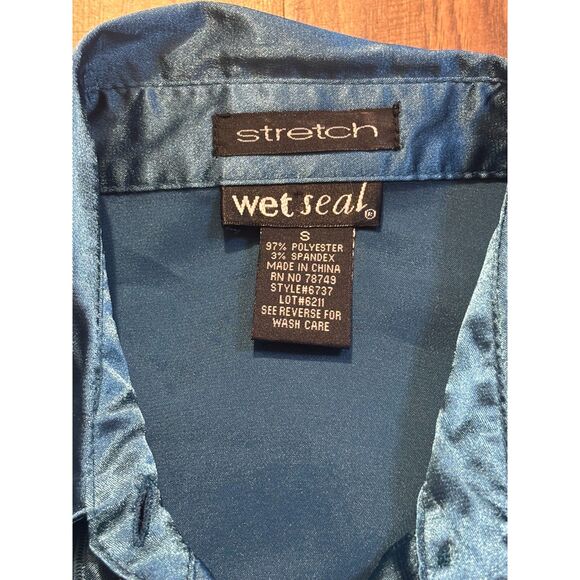 stretch
wet seal®
S
97% POLYESTER
3% SPANDEX
MADE IN CHINA
RN NO 78749
STYLE#6737
LOT#6211
SEE REVERSE FOR
WASH CARE